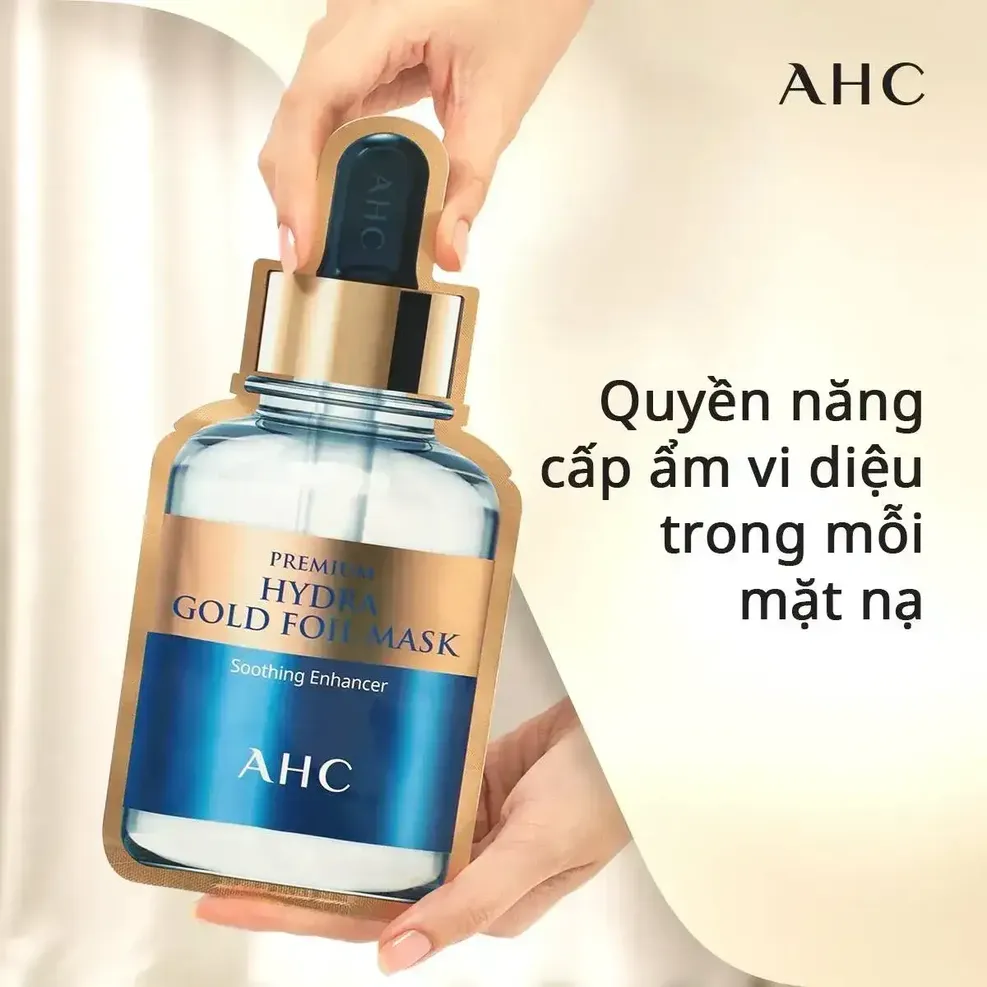 AHC
AHC
Quyền năng
cấp ẩm vi diệu
trong mỗi
mặt nạ
PREMIUM
HYDRA
GOLD FOIL MASK
Soothing Enhancer
AHC